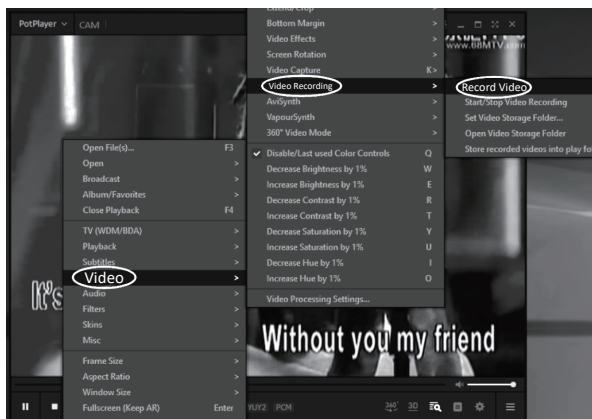 PotPlayer
CAM
www.68MTV.com
Extend/Crop >
Bottom Margin >
Video Effects >
Screen Rotation >
Video Capture K>
Video Recording >
AviSynth >
VapourSynth >
360° Video Mode >
Disable/Last used Color Controls Q
Decrease Brightness by 1% W
Increase Brightness by 1% E
Decrease Contrast by 1% R
Increase Contrast by 1% T
Decrease Saturation by 1% Y
Increase Saturation by 1% U
Decrease Hue by 1% I
Increase Hue by 1% O
Video Processing Settings...
Record Video
Start/Stop Video Recording
Set Video Storage Folder...
Open Video Storage Folder
Store recorded videos into play fo
Open File(s)... F3
Open >
Broadcast >
Album/Favorites >
Close Playback F4
TV (WDM/BDA) >
Playback >
Subtitles >
Video >
Audio >
Filters >
Skins >
Misc >
Frame Size >
Aspect Ratio >
Window Size >
Fullscreen (Keep AR) Enter
It's
Without you my friend
YUY2 PCM
360° 3D